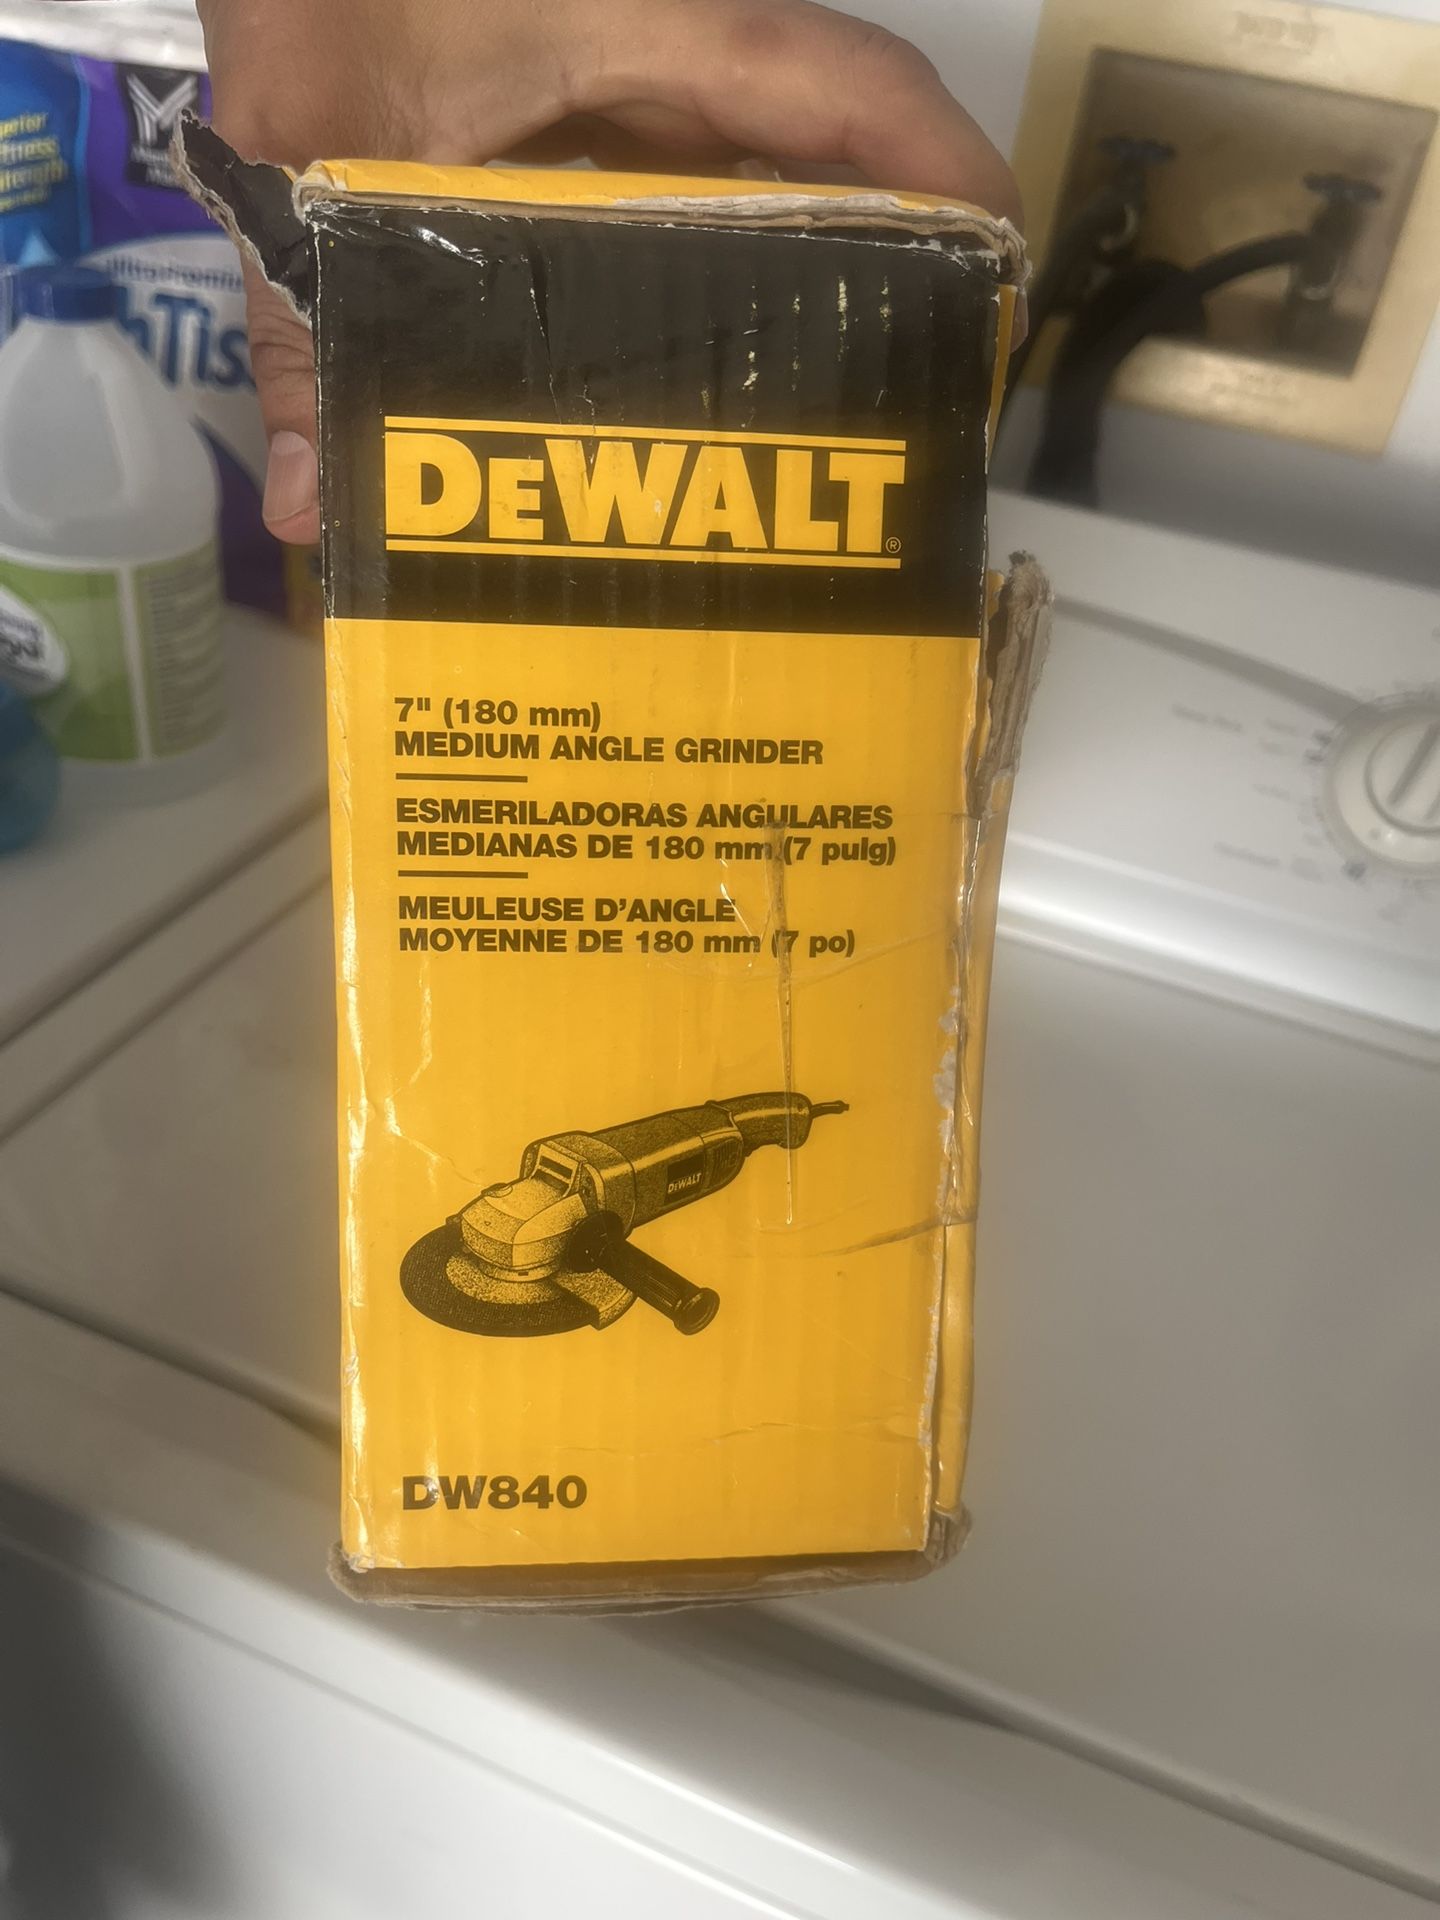 DEWALT®
7" (180 mm)
MEDIUM ANGLE GRINDER
ESMERILADORAS ANGULARES
MEDIANAS DE 180 mm (7 pulg)
MEULEUSE D'ANGLE
MOYENNE DE 180 mm (7 po)
DEWALT
DW840